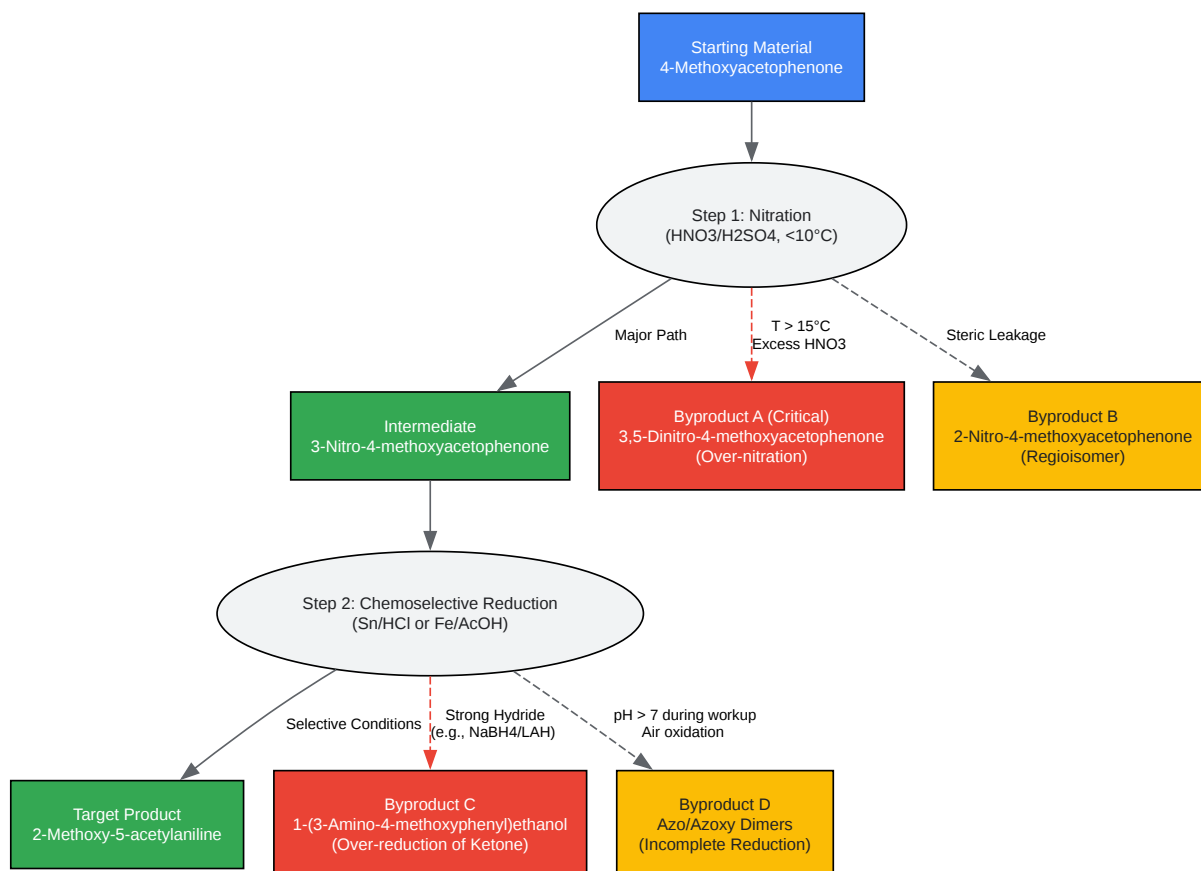 Starting Material
4-Methoxyacetophenone
Step 1: Nitration
(HNO3/H2SO4, <10°C)
Major Path
T > 15°C
Excess HNO3
Steric Leakage
Intermediate
3-Nitro-4-methoxyacetophenone
Byproduct A (Critical)
3,5-Dinitro-4-methoxyacetophenone
(Over-nitration)
Byproduct B
2-Nitro-4-methoxyacetophenone
(Regioisomer)
Step 2: Chemoselective Reduction
(Sn/HCl or Fe/AcOH)
Selective Conditions
Strong Hydride
(e.g., NaBH4/LAH)
pH > 7 during workup
Air oxidation
Target Product
2-Methoxy-5-acetylaniline
Byproduct C
1-(3-Amino-4-methoxyphenyl)ethanol
(Over-reduction of Ketone)
Byproduct D
Azo/Azoxy Dimers
(Incomplete Reduction)